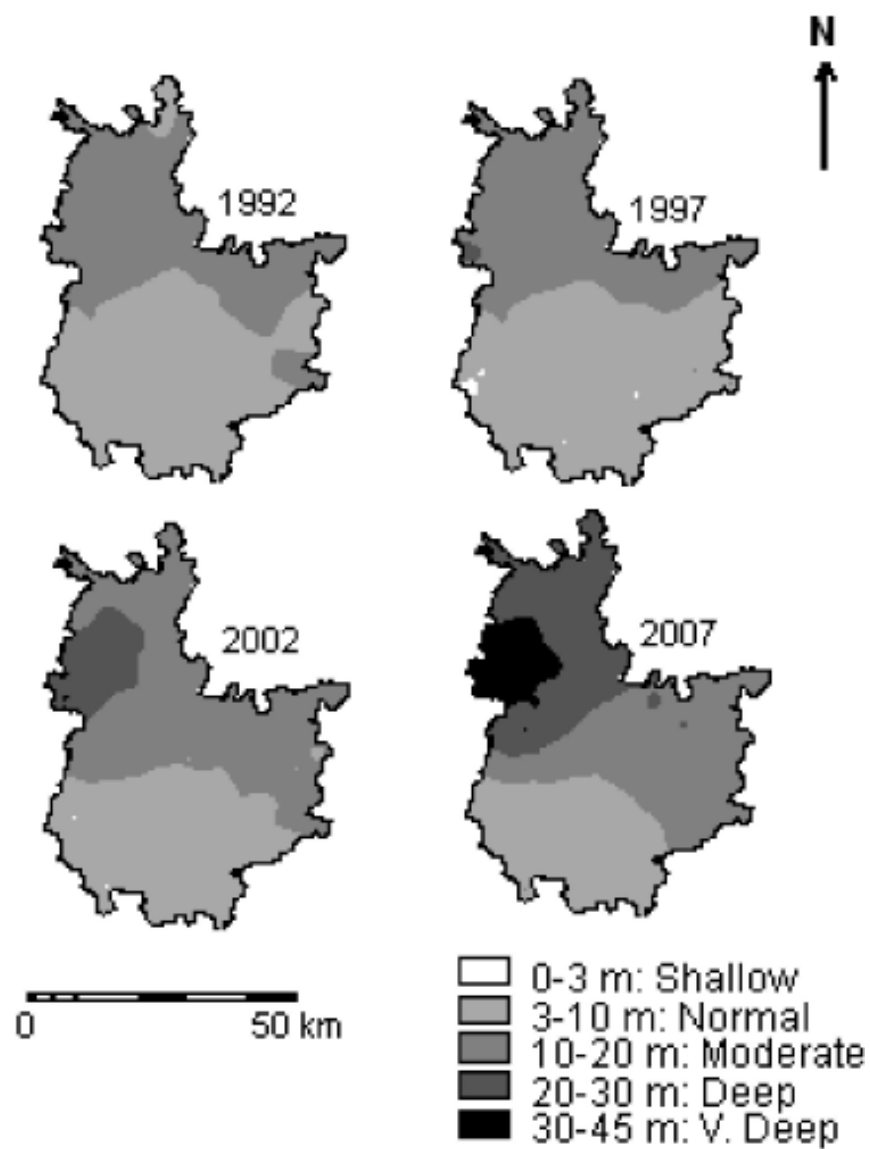 N
1992
1997
2002
2007
0 50 km
0-3 m: Shallow
3-10 m: Normal
10-20 m: Moderate
20-30 m: Deep
30-45 m: V. Deep